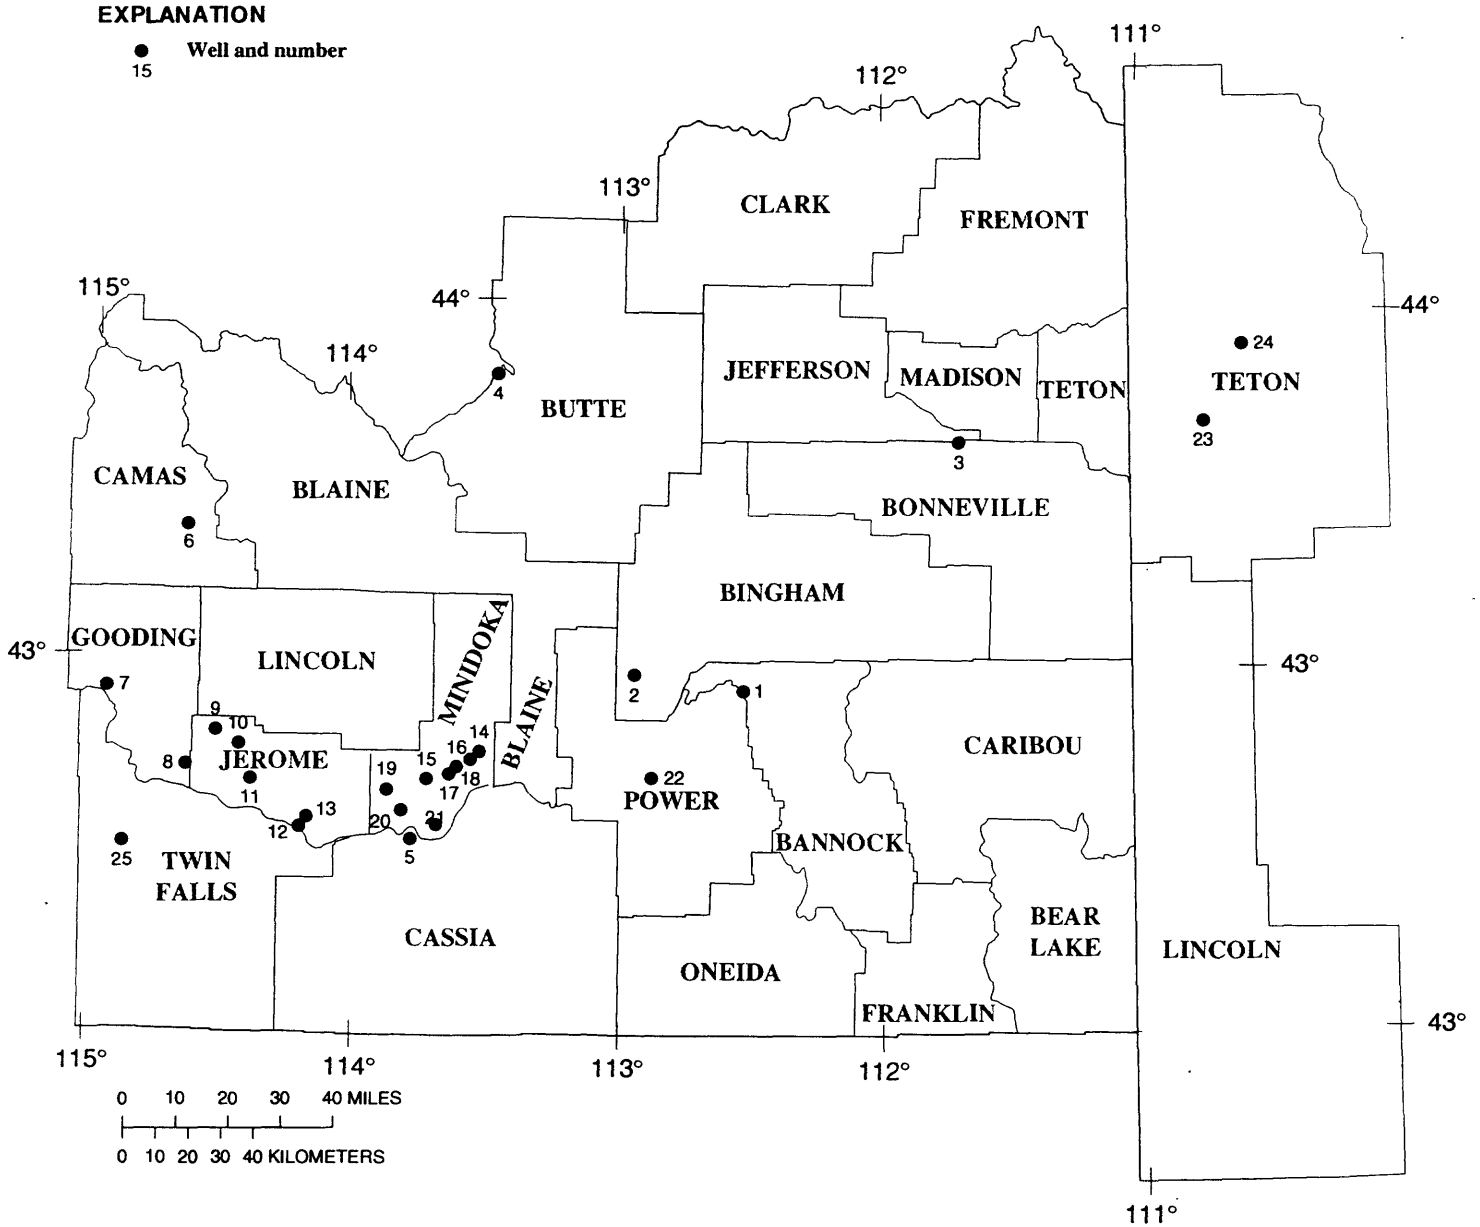 EXPLANATION
Well and number
15
111°
112°
113°
CLARK
FREMONT
115°
44°
44°
114°
24
JEFFERSON
MADISON
TETON
TETON
4
BUTTE
23
3
CAMAS
BLAINE
BONNEVILLE
6
BINGHAM
GOODING
MINIDOKA
43°
LINCOLN
43°
7
BLAINE
2
1
9
10
14
16
15
CARIBOU
8
JEROME
19
18
22
11
17
POWER
13
12
20
21
5
BANNOCK
25
TWIN
FALLS
BEAR
LAKE
CASSIA
LINCOLN
ONEIDA
FRANKLIN
43°
115°
114°
113°
112°
0 10 20 30 40 MILES
0 10 20 30 40 KILOMETERS
111°